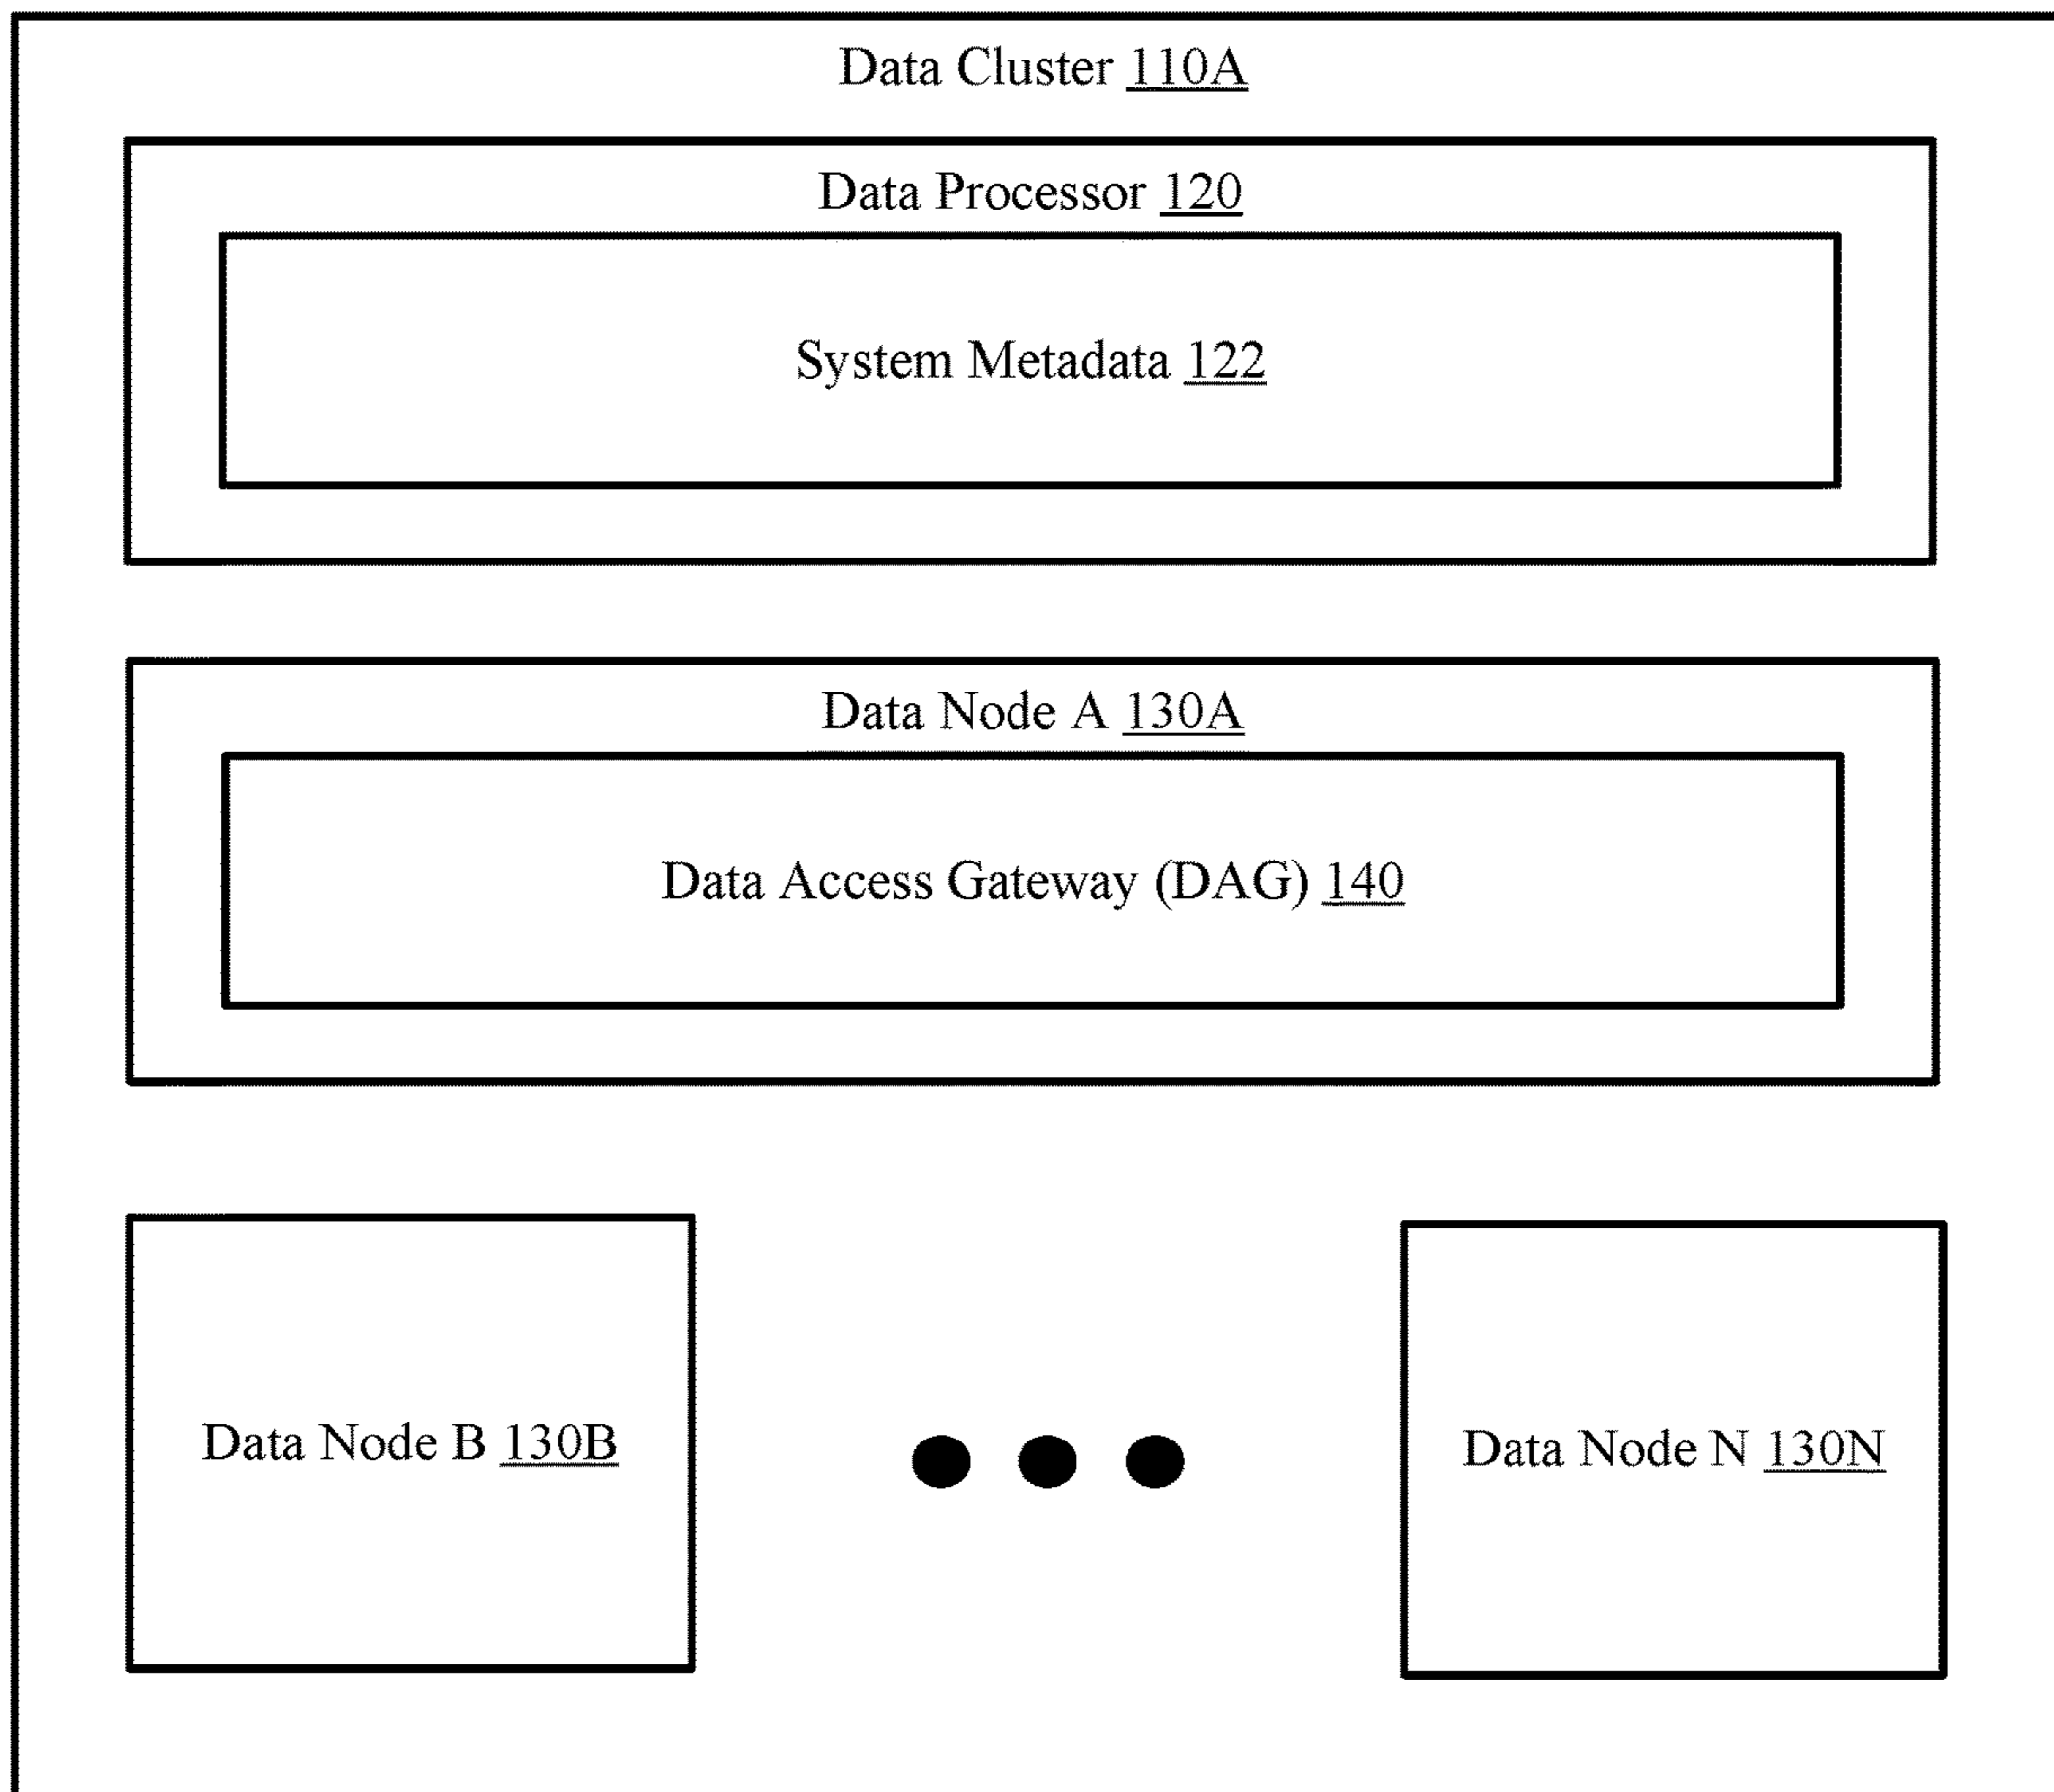 Data Cluster 110A
Data Processor 120
System Metadata 122
Data Node A 130A
Data Access Gateway (DAG) 140
Data Node B 130B
Data Node N 130N